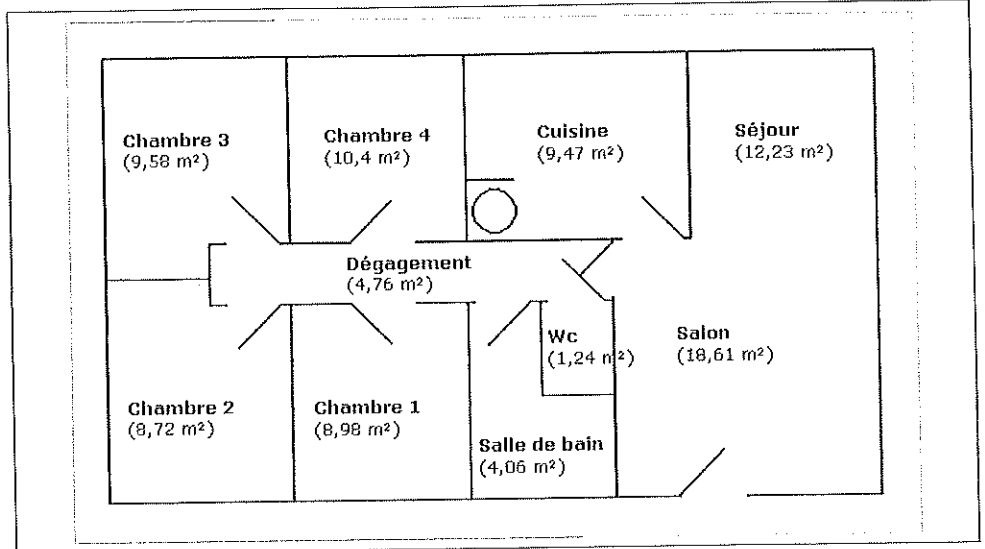 Chambre 3
(9,58 m²)
Chambre 4
(10,4 m²)
Cuisine
(9,47 m²)
Séjour
(12,23 m²)
Dégagement
(4,76 m²)
Wc
(1,24 m²)
Salon
(18,61 m²)
Chambre 2
(8,72 m²)
Chambre 1
(8,98 m²)
Salle de bain
(4,06 m²)